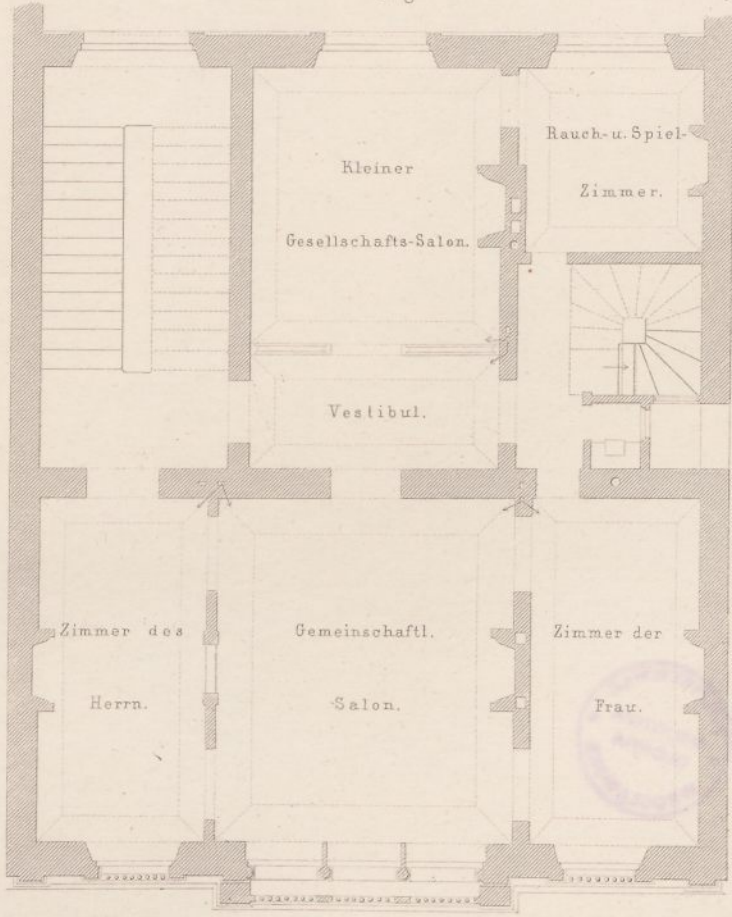 Kleiner
Gesellschafts-Salon.
Rauch- u. Spiel-
Zimmer.
Vestibul.
Zimmer des
Herrn.
Gemeinschaftl.
Salon.
Zimmer der
Frau.